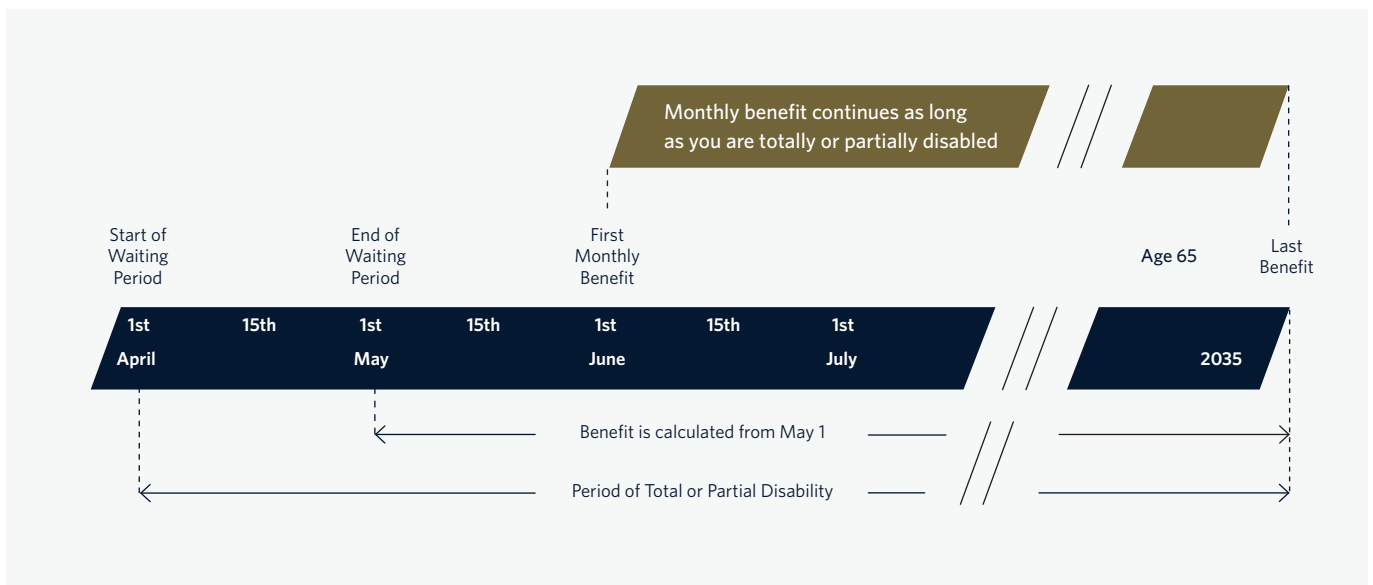 Monthly benefit continues as long
as you are totally or partially disabled
Start of
Waiting
Period
End of
Waiting
Period
First
Monthly
Benefit
Age 65
Last
Benefit
1st 15th 1st 15th 1st 15th 1st
April May June July 2035
Benefit is calculated from May 1
Period of Total or Partial Disability